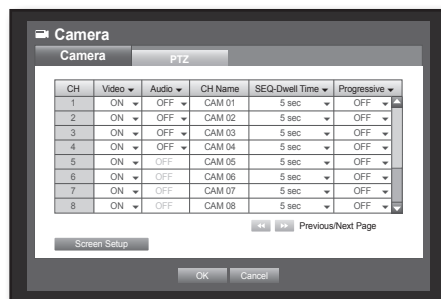 Camera
Camera PTZ
CH Video Audio CH Name SEQ-Dwell Time Progressive
1 ON OFF CAM 01 5 sec OFF
2 ON OFF CAM 02 5 sec OFF
3 ON OFF CAM 03 5 sec OFF
4 ON OFF CAM 04 5 sec OFF
5 ON OFF CAM 05 5 sec OFF
6 ON OFF CAM 06 5 sec OFF
7 ON OFF CAM 07 5 sec OFF
8 ON OFF CAM 08 5 sec OFF
Previous/Next Page
Screen Setup
OK Cancel